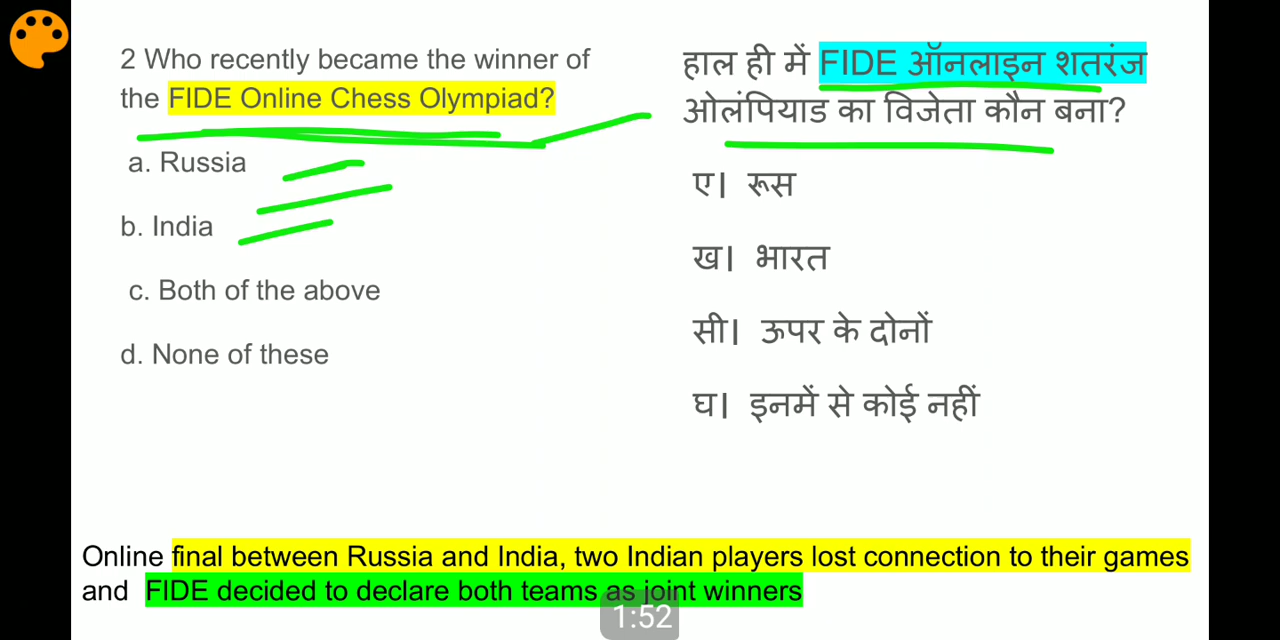 2 Who recently became the winner of
the FIDE Online Chess Olympiad?
a. Russia
b. India
c. Both of the above
d. None of these
हाल ही में FIDE ऑनलाइन शतरंज
ओलंपियाड का विजेता कौन बना?
ए। रूस
ख। भारत
सी। ऊपर के दोनों
घ। इनमें से कोई नहीं
Online final between Russia and India, two Indian players lost connection to their games
and FIDE decided to declare both teams as joint winners
1:52